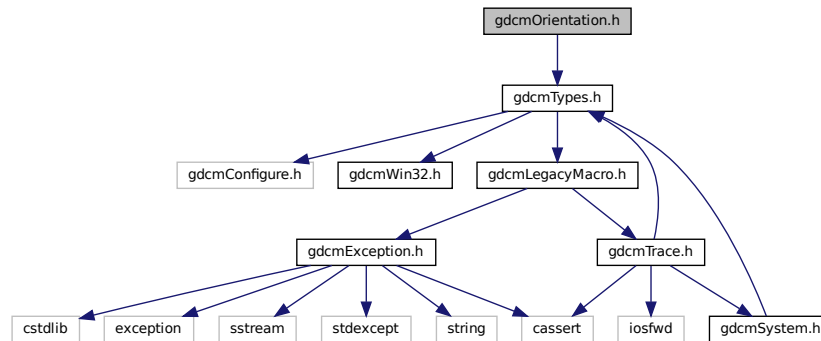 gdcmOrientation.h
gdcmTypes.h
gdcmConfigure.h
gdcmWin32.h
gdcmLegacyMacro.h
gdcmException.h
gdcmTrace.h
cstdlib
exception
sstream
stdexcept
string
cassert
iosfwd
gdcmSystem.h